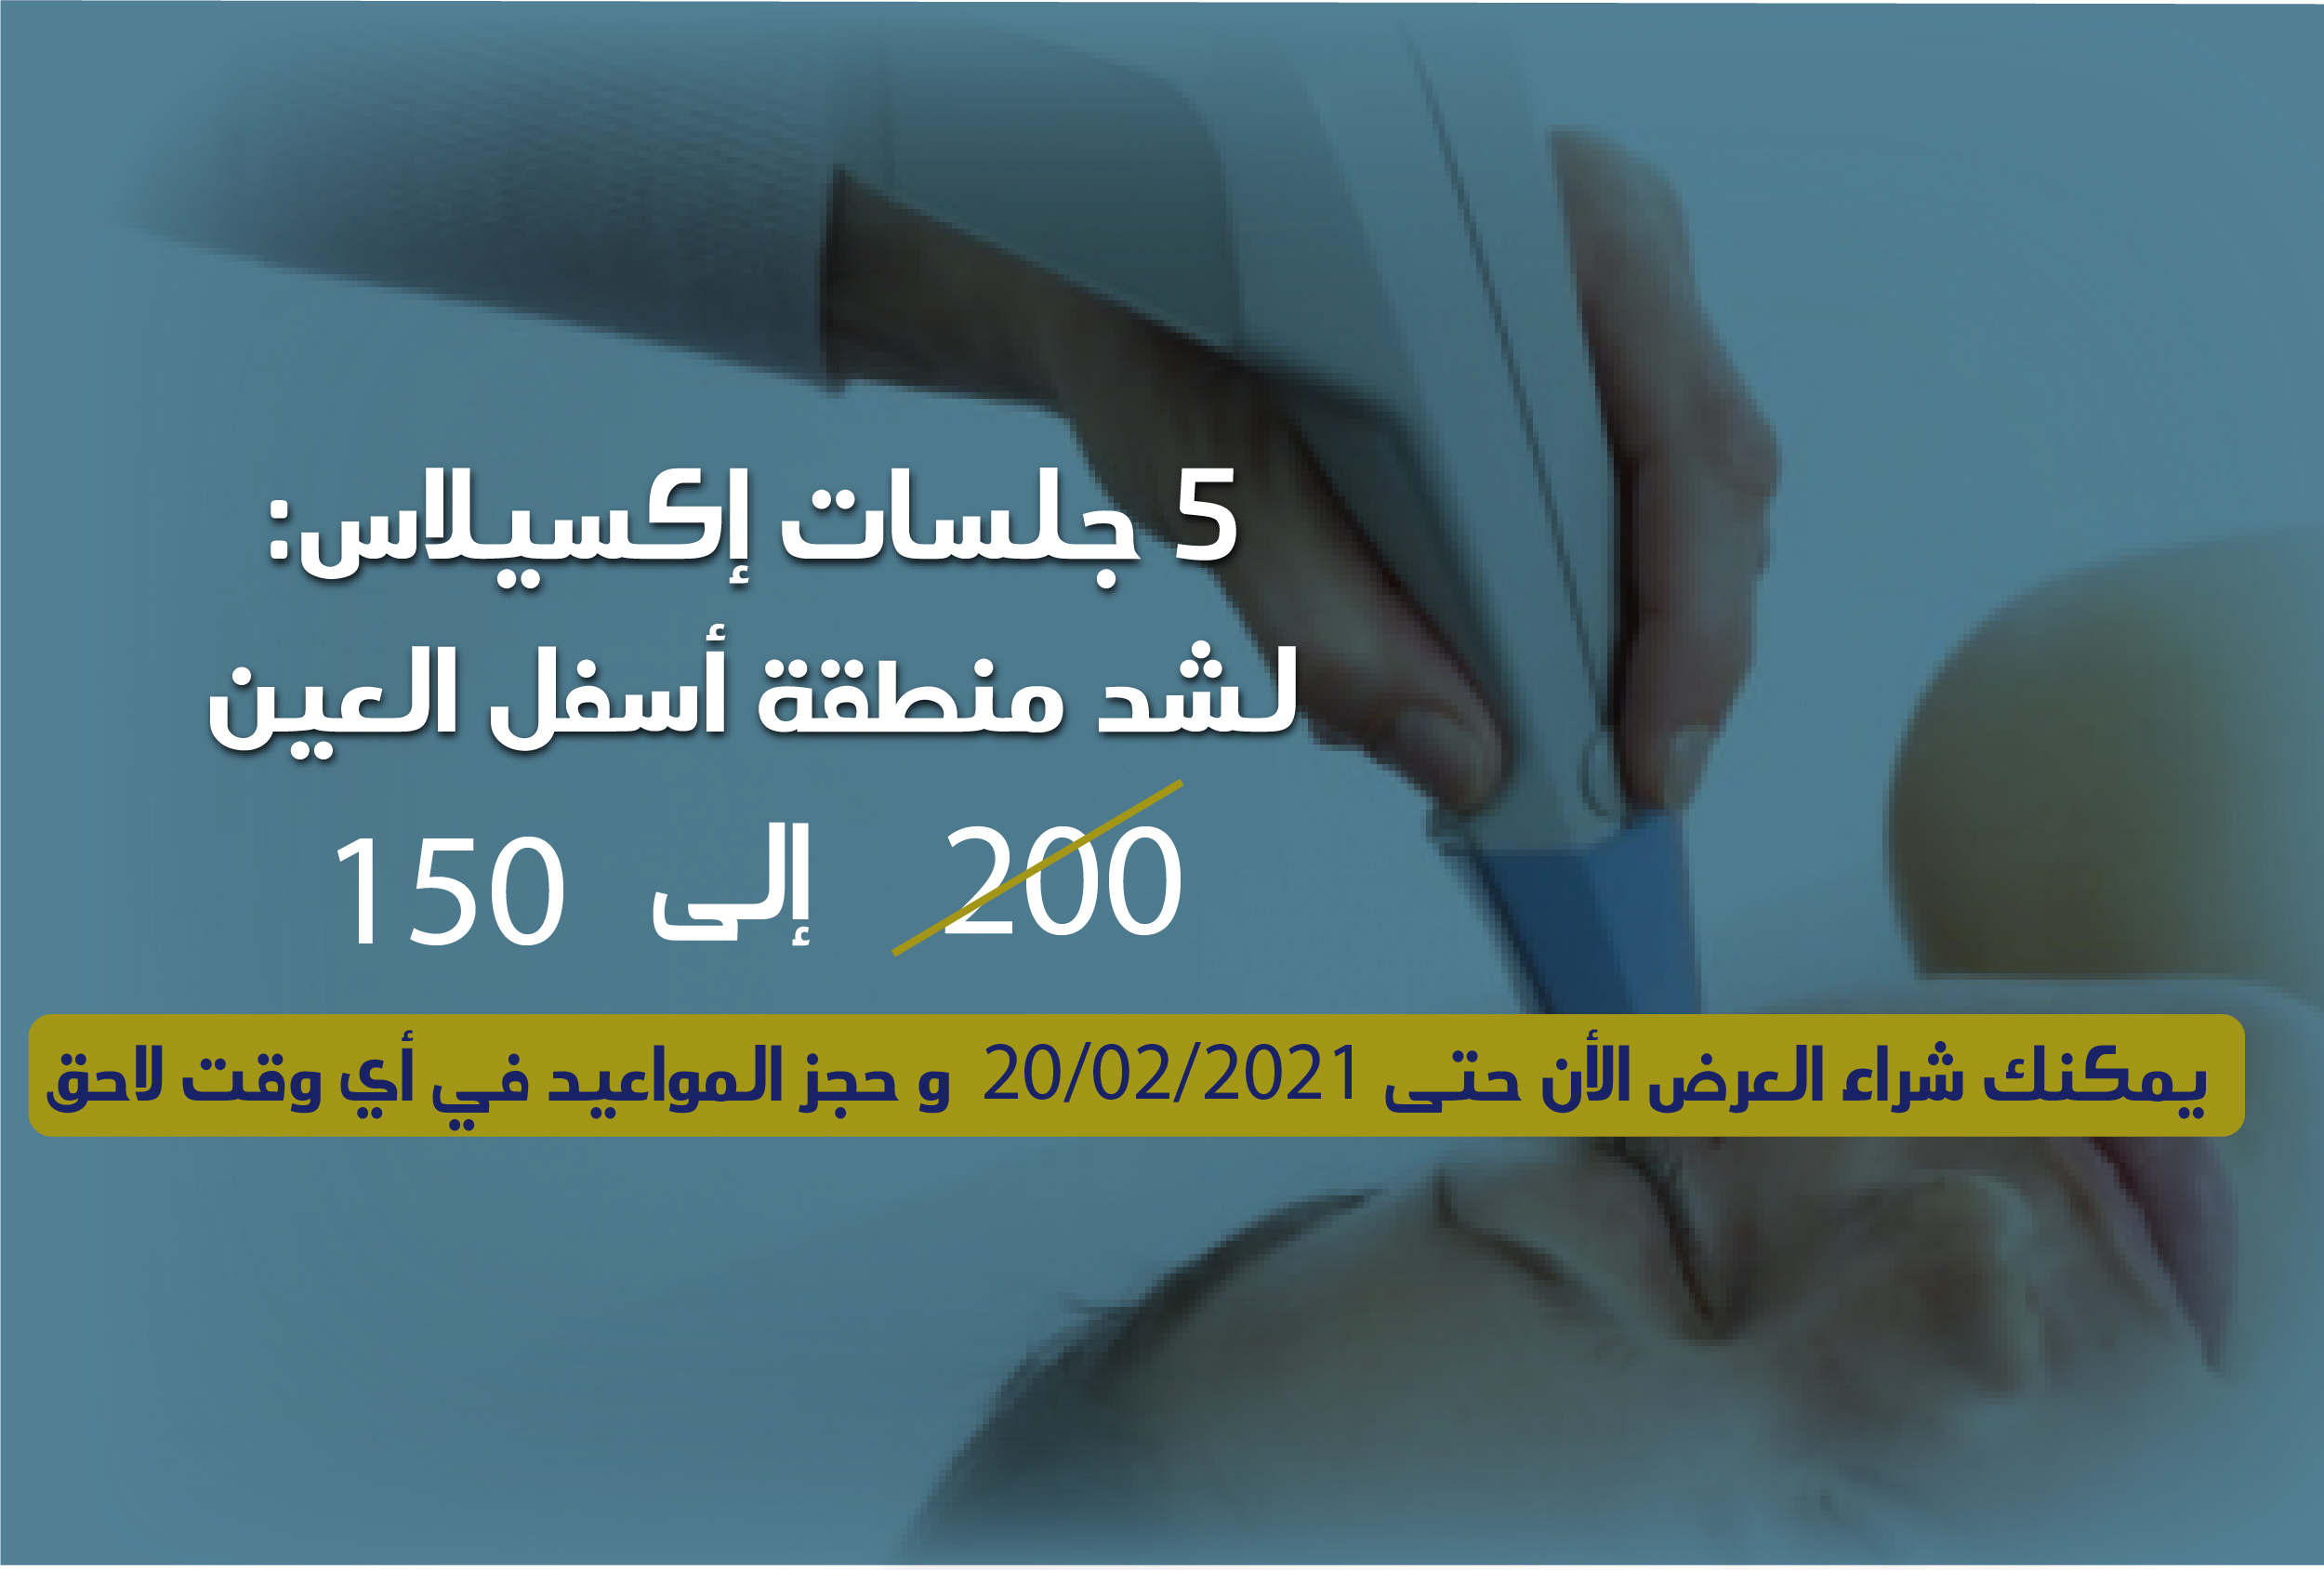 5 جلسات إكسيلاس:
لشد منطقة أسفل العين
200 إلى 150
يمكنك شراء العرض الأن حتى 20/02/2021 و حجز المواعيد في أي وقت لاحق